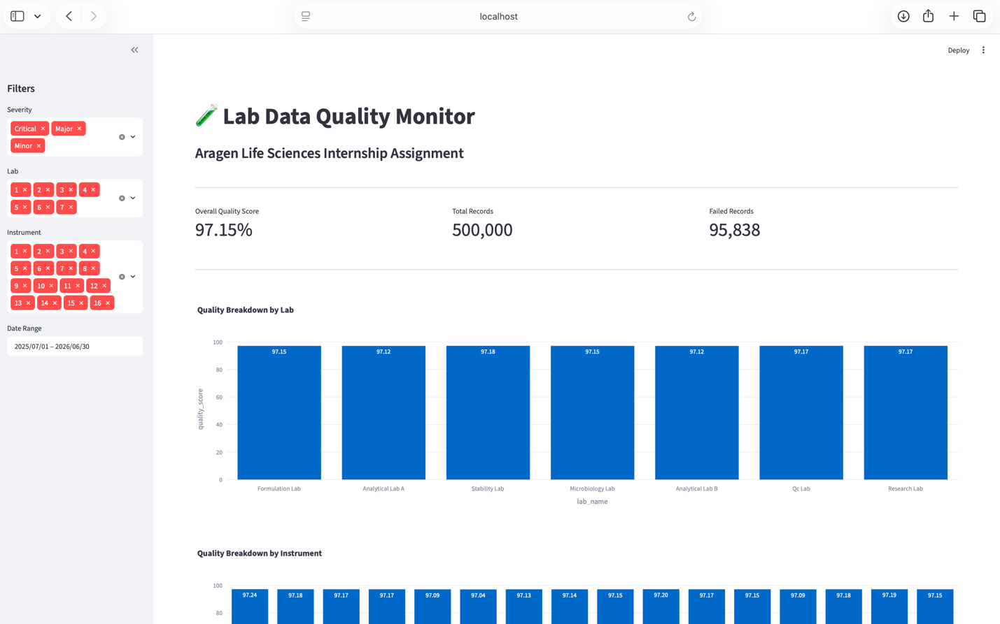 localhost
Deploy
Filters
Severity
Critical × Major ×
Minor ×
Lab
1 × 2 × 3 × 4 ×
5 × 6 × 7 ×
Instrument
1 × 2 × 3 × 4 ×
5 × 6 × 7 × 8 ×
9 × 10 × 11 × 12 ×
13 × 14 × 15 × 16 ×
Date Range
2025/07/01 – 2026/06/30
Lab Data Quality Monitor
Aragen Life Sciences Internship Assignment
Overall Quality Score Total Records Failed Records
97.15% 500,000 95,838
Quality Breakdown by Lab
100
97.15 97.12 97.18 97.15 97.12 97.17 97.17
80
60
quality_score
40
20
0
Formulation Lab Analytical Lab A Stability Lab Microbiology Lab Analytical Lab B Qc Lab Research Lab
lab_name
Quality Breakdown by Instrument
100
97.24 97.18 97.17 97.17 97.09 97.04 97.13 97.14 97.15 97.20 97.17 97.15 97.09 97.18 97.19 97.15
80